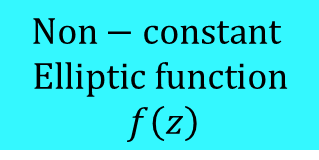 Non − constant
Elliptic function
f(z)